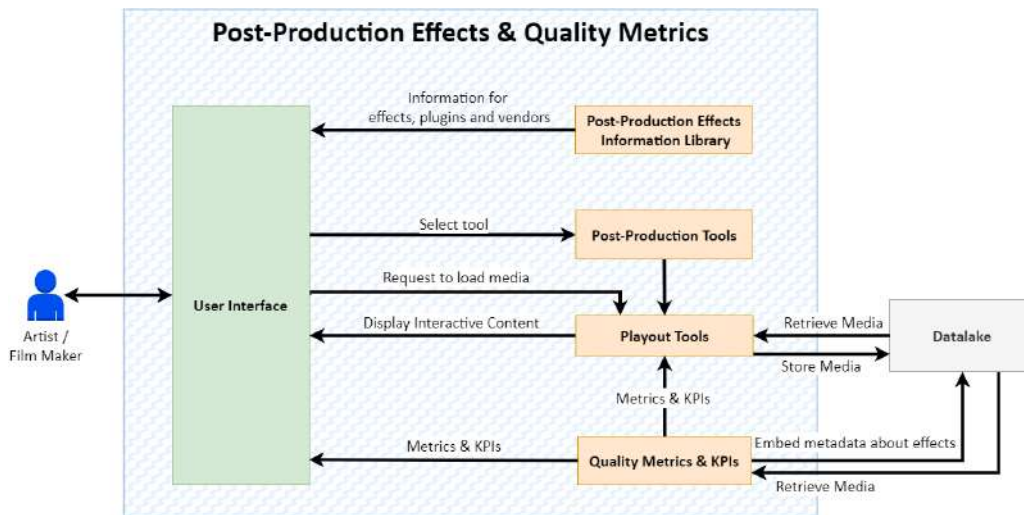 Post-Production Effects & Quality Metrics
Information for
effects, plugins and vendors
Post-Production Effects
Information Library
Select tool
Post-Production Tools
Request to load media
User Interface
Artist /
Film Maker
Display Interactive Content
Playout Tools
Retrieve Media
Datalake
Store Media
Metrics & KPIs
Metrics & KPIs
Quality Metrics & KPIs
Embed metadata about effects
Retrieve Media